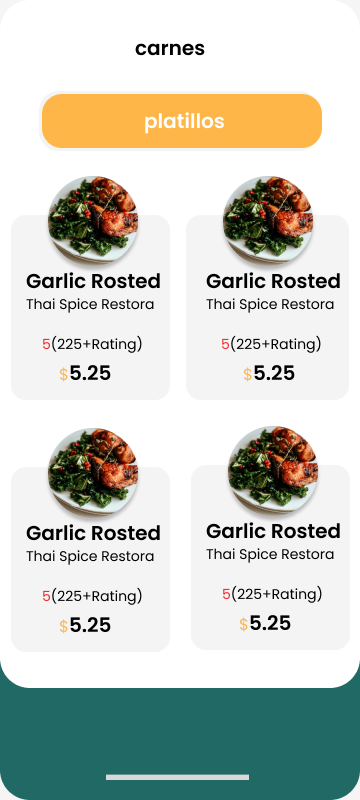 carnes
platillos
Garlic Rosted
Thai Spice Restora
5(225+Rating)
$5.25
Garlic Rosted
Thai Spice Restora
5(225+Rating)
$5.25
Garlic Rosted
Thai Spice Restora
5(225+Rating)
$5.25
Garlic Rosted
Thai Spice Restora
5(225+Rating)
$5.25